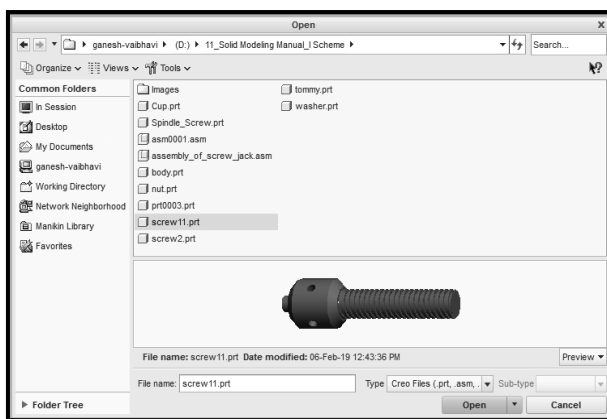 Open
ganesh-vaibhavi ▸ (D:) ▸ 11_Solid Modeling Manual_I Scheme ▸
Search...
Organize Views Tools
Common Folders
In Session
Desktop
My Documents
ganesh-vaibhavi
Working Directory
Network Neighborhood
Manikin Library
Favorites
Images
Cup.prt
Spindle_Screw.prt
asm0001.asm
assembly_of_screw_jack.asm
body.prt
nut.prt
prt0003.prt
screw11.prt
screw2.prt
tommy.prt
washer.prt
File name: screw11.prt Date modified: 06-Feb-19 12:43:36 PM
Preview
File name: screw11.prt Type Creo Files (.prt, .asm, . Sub-type
Folder Tree
Open Cancel